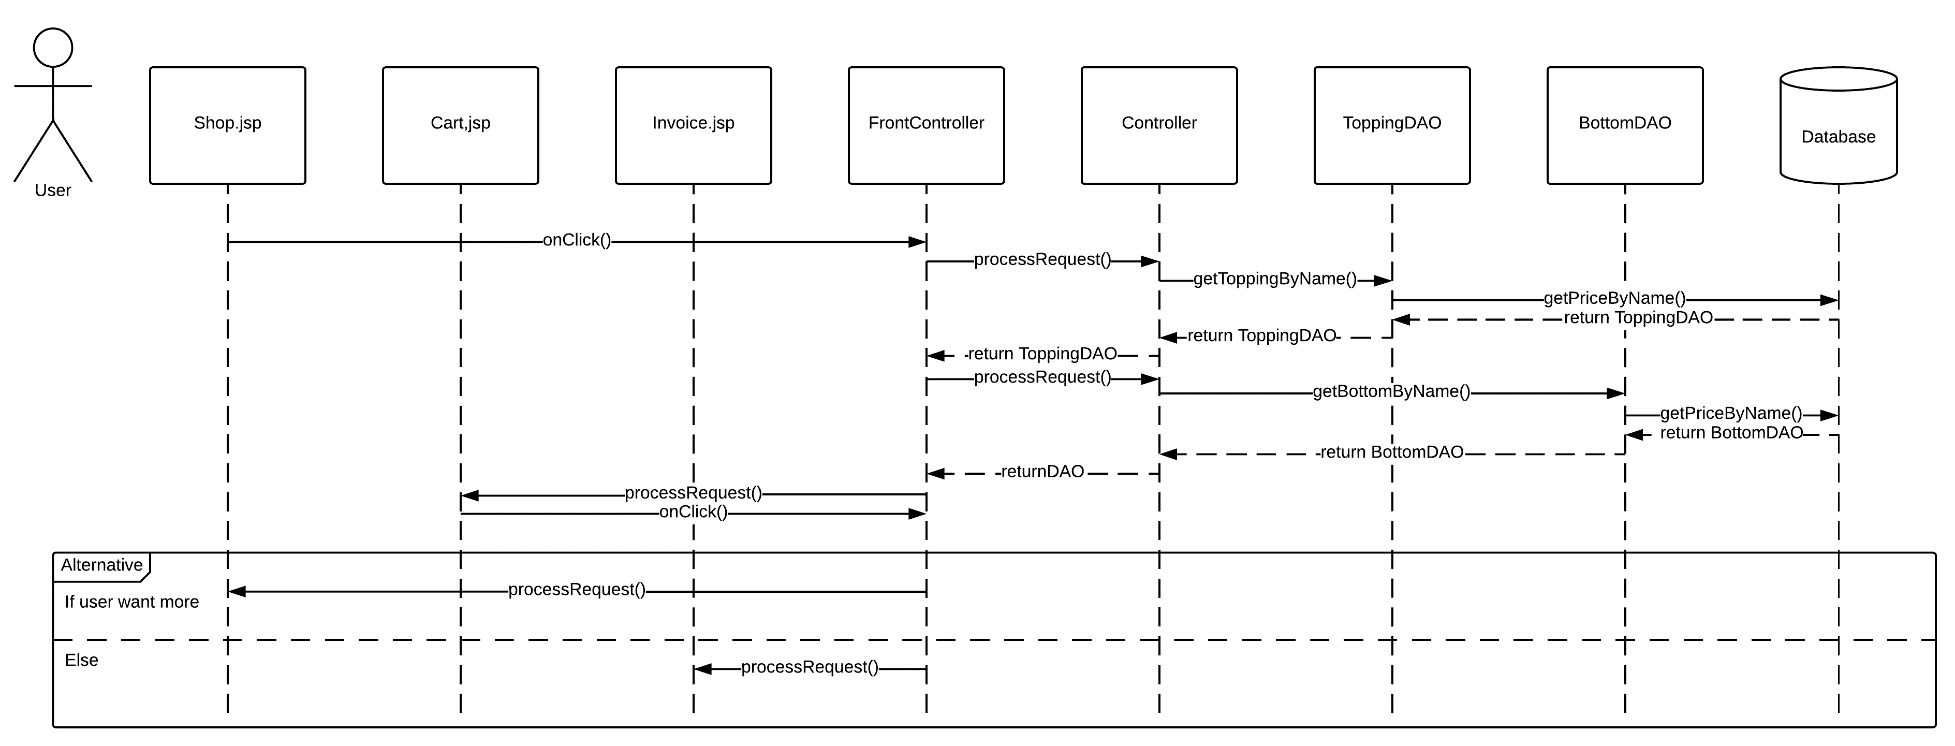 User
Shop.jsp
Cart,jsp
Invoice.jsp
FrontController
Controller
ToppingDAO
BottomDAO
Database
onClick()
processRequest()
getToppingByName()
getPriceByName()
return ToppingDAO
return ToppingDAO
return ToppingDAO
processRequest()
getBottomByName()
getPriceByName()
return BottomDAO
return BottomDAO
returnDAO
processRequest()
onClick()
Alternative
processRequest()
If user want more
Else
processRequest()